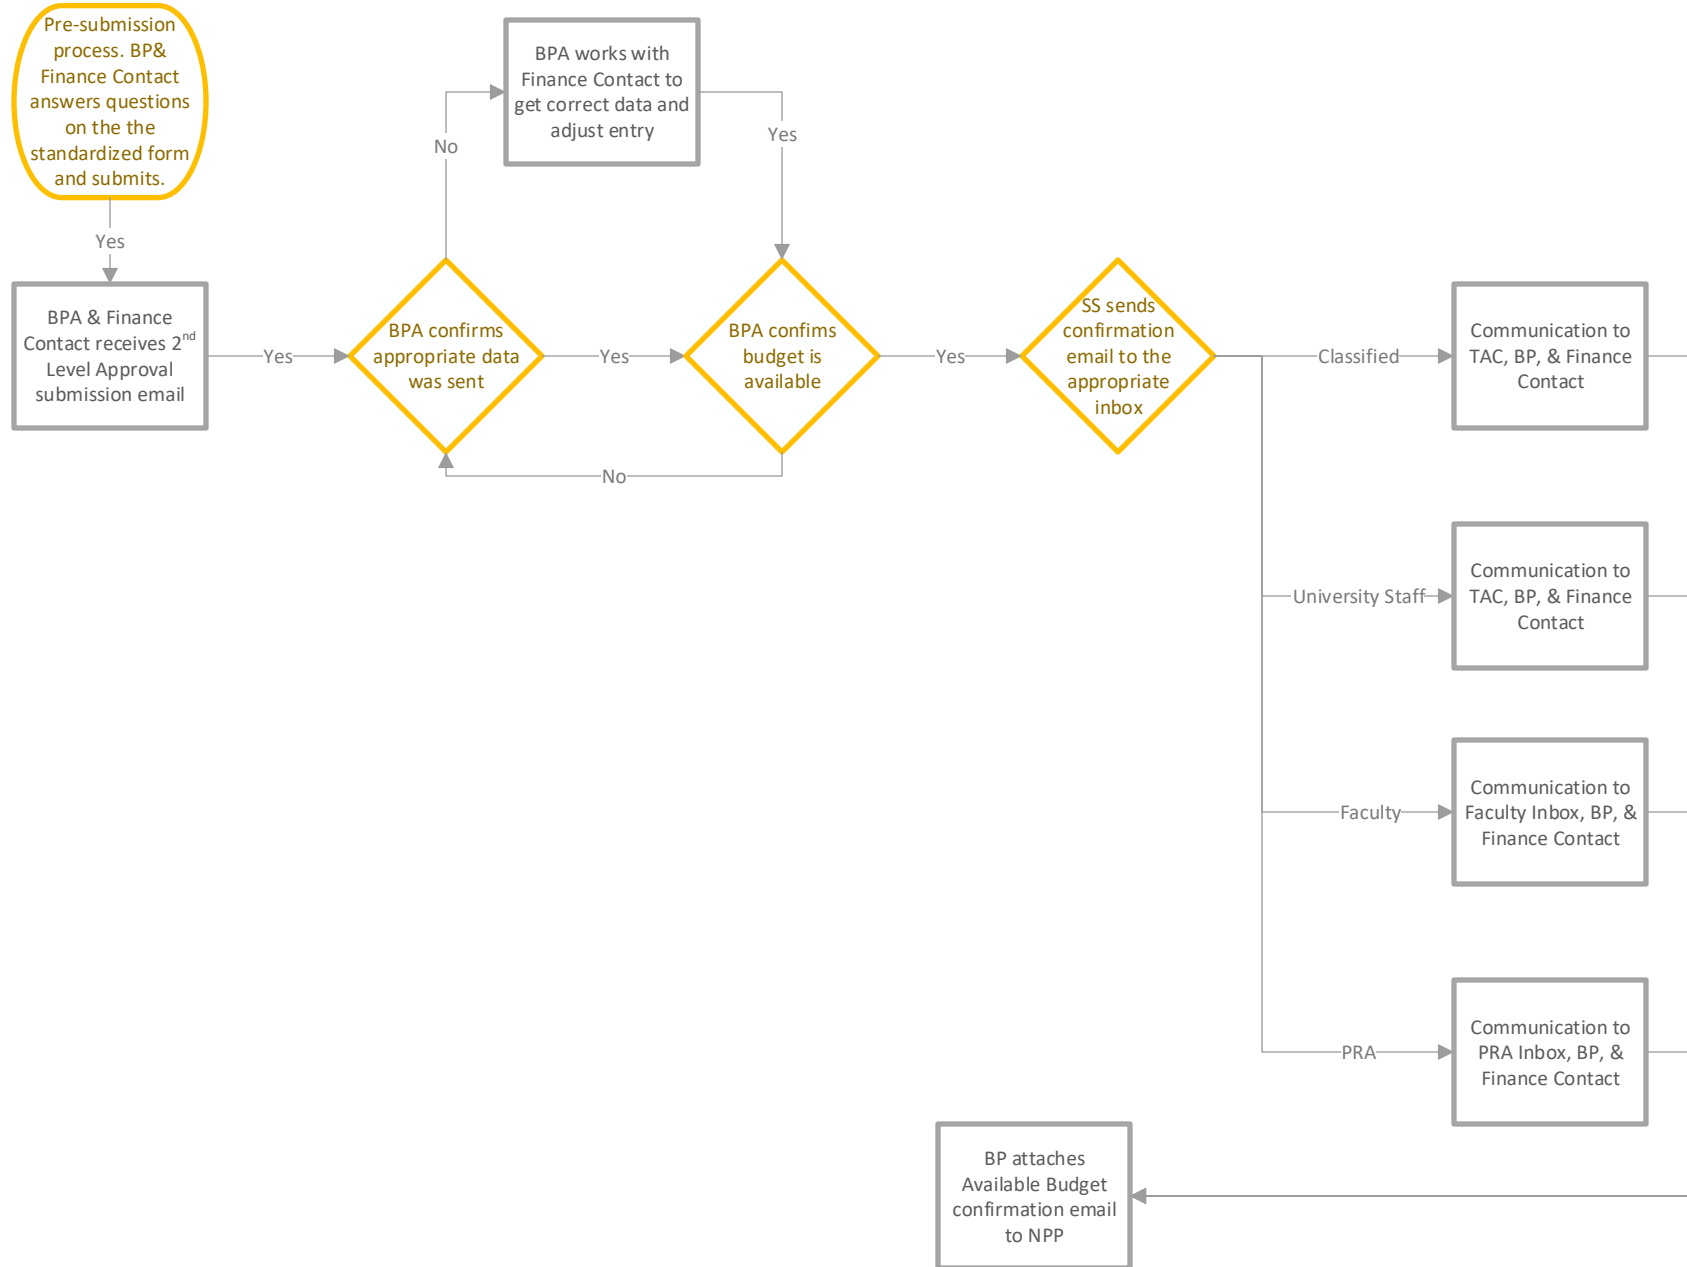 Pre-submission
process. BP&
Finance Contact
answers questions
on the the
standardized form
and submits.
Yes
BPA & Finance
Contact receives 2nd
Level Approval
submission email
Yes
BPA confirms
appropriate data
was sent
No
BPA works with
Finance Contact to
get correct data and
adjust entry
Yes
Yes
BPA confims
budget is
available
No
Yes
SS sends
confirmation
email to the
appropriate
inbox
Classified
Communication to
TAC, BP, & Finance
Contact
University Staff
Communication to
TAC, BP, & Finance
Contact
Faculty
Communication to
Faculty Inbox, BP, &
Finance Contact
PRA
Communication to
PRA Inbox, BP, &
Finance Contact
BP attaches
Available Budget
confirmation email
to NPP